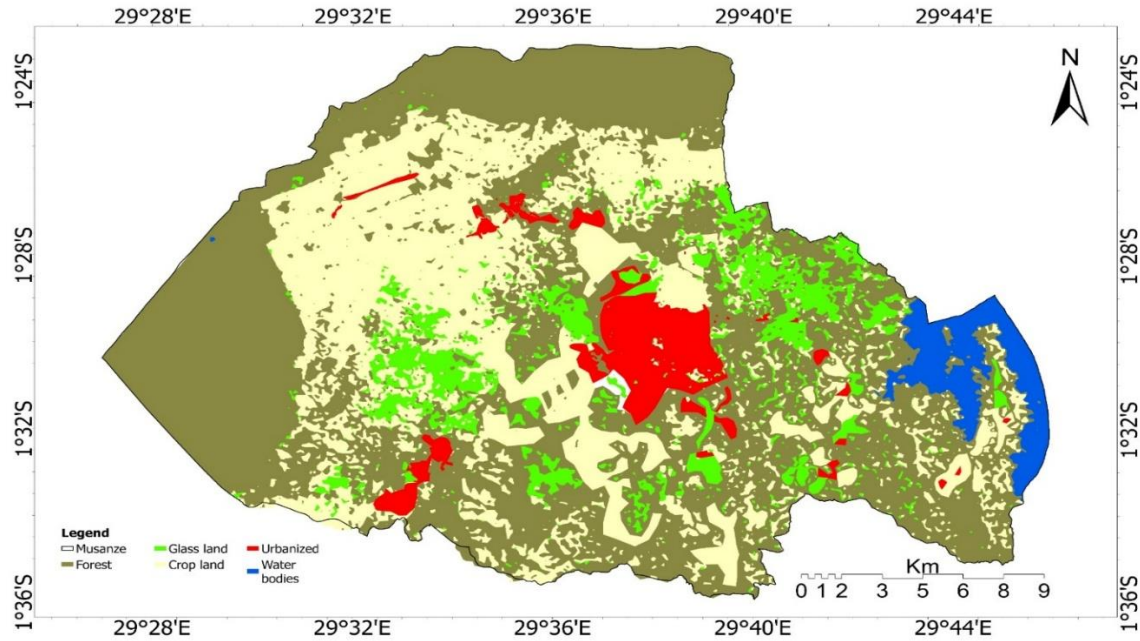 29°28'E 29°32'E 29°36'E 29°40'E 29°44'E
1°24'S 1°24'S
N
1°28'S 1°28'S
1°32'S 1°32'S
Legend
Musanze Glass land Urbanized
Forest Crop land Water
bodies
Km
0 1 2 3 5 6 8 9
1°36'S 1°36'S
29°28'E 29°32'E 29°36'E 29°40'E 29°44'E